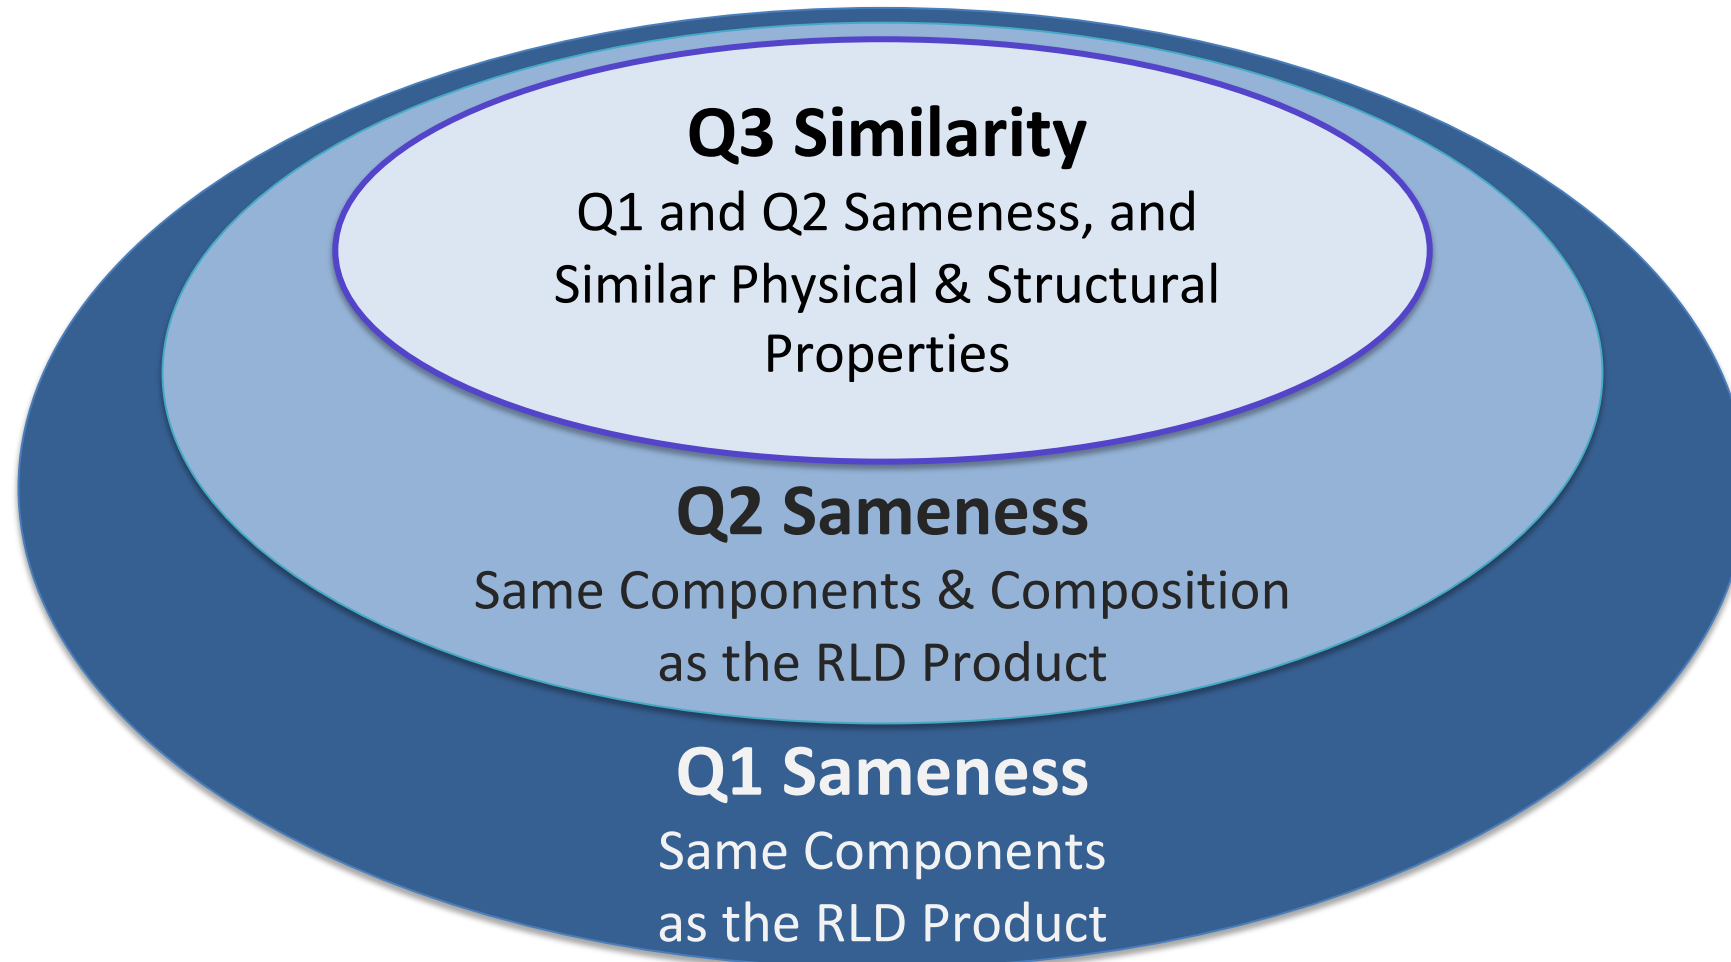 Q3 Similarity
Q1 and Q2 Sameness, and
Similar Physical & Structural
Properties
Q2 Sameness
Same Components & Composition
as the RLD Product
Q1 Sameness
Same Components
as the RLD Product